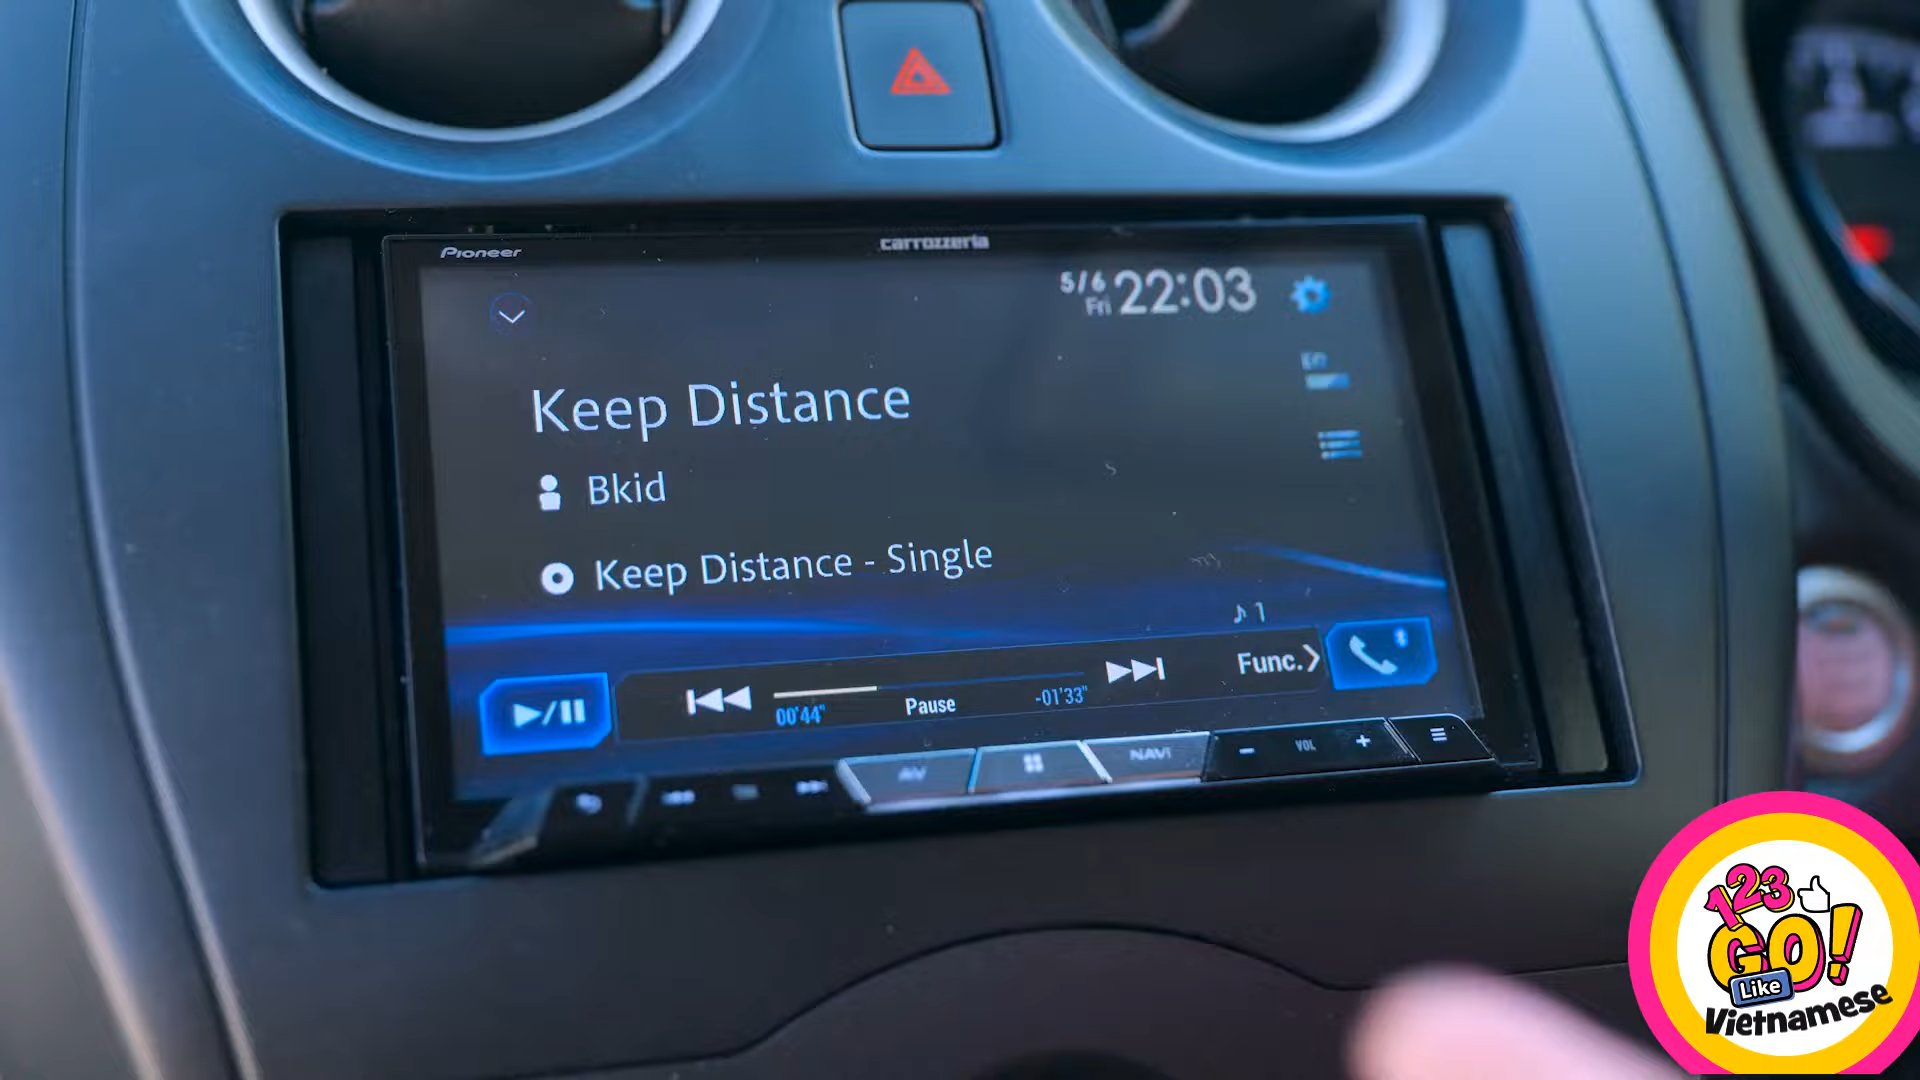 Pioneer
carrozzeria
5/6
Fri 22:03
Keep Distance
Bkid
Keep Distance - Single
♪ 1
00'44"
Pause
-01'33"
Func.
AV
NAVI
- VOL +
123
GO!
Like
Vietnamese